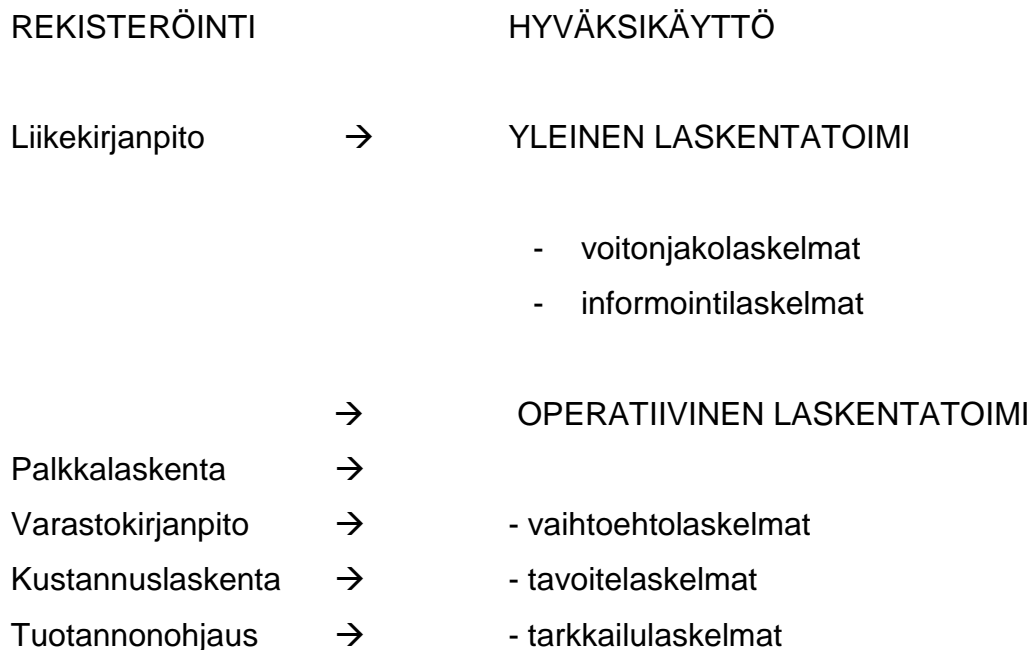 REKISTERÖINTI HYVÄKSIKÄYTTÖ
Liikekirjanpito → YLEINEN LASKENTATOIMI
- voitonjakolaskelmat
- informointilaskelmat
→ OPERATIIVINEN LASKENTATOIMI
Palkkalaskenta →
Varastokirjanpito → - vaihtoehtolaskelmat
Kustannuslaskenta → - tavoitelaskelmat
Tuotannonohjaus → - tarkkailulaskelmat